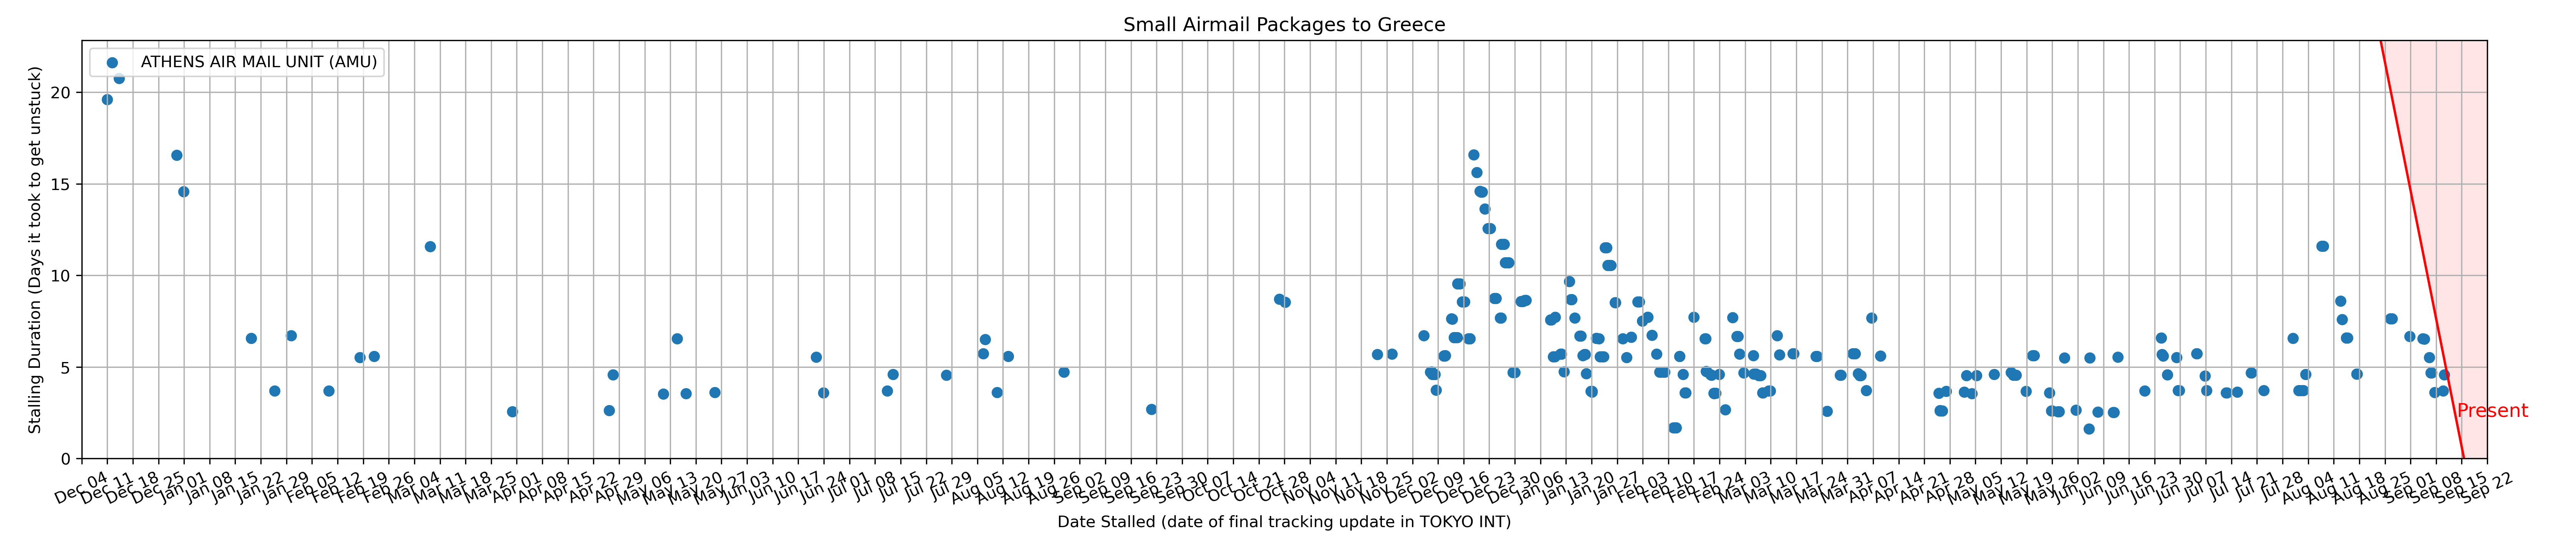 Small Airmail Packages to Greece
ATHENS AIR MAIL UNIT (AMU)
Stalling Duration (Days it took to get unstuck)
20
15
10
5
0
Present
Dec 04
Dec 11
Dec 18
Dec 25
Jan 01
Jan 08
Jan 15
Jan 22
Jan 29
Feb 05
Feb 12
Feb 19
Feb 26
Mar 04
Mar 11
Mar 18
Mar 25
Apr 01
Apr 08
Apr 15
Apr 22
Apr 29
May 06
May 13
May 20
May 27
Jun 03
Jun 10
Jun 17
Jun 24
Jul 01
Jul 08
Jul 15
Jul 22
Jul 29
Aug 05
Aug 12
Aug 19
Aug 26
Sep 02
Sep 09
Sep 16
Sep 23
Sep 30
Oct 07
Oct 14
Oct 21
Oct 28
Nov 04
Nov 11
Nov 18
Nov 25
Dec 02
Dec 09
Dec 16
Dec 23
Dec 30
Jan 06
Jan 13
Jan 20
Jan 27
Feb 03
Feb 10
Feb 17
Feb 24
Mar 03
Mar 10
Mar 17
Mar 24
Mar 31
Apr 07
Apr 14
Apr 21
Apr 28
May 05
May 12
May 19
May 26
Jun 02
Jun 09
Jun 16
Jun 23
Jun 30
Jul 07
Jul 14
Jul 21
Jul 28
Aug 04
Aug 11
Aug 18
Aug 25
Sep 01
Sep 08
Sep 15
Sep 22
Date Stalled (date of final tracking update in TOKYO INT)